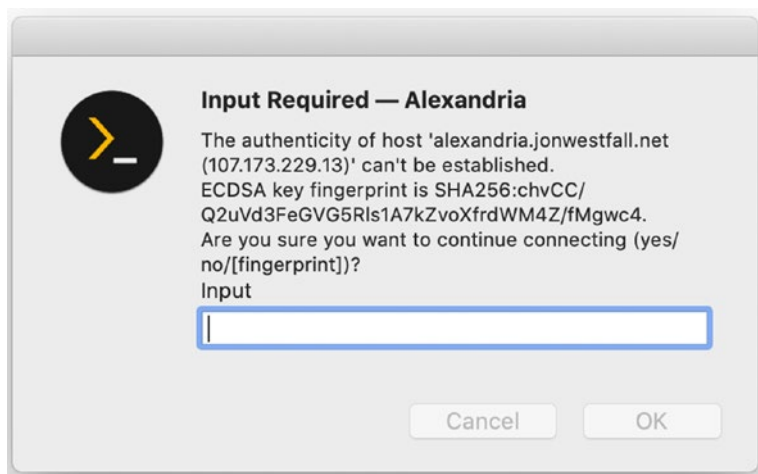 Input Required — Alexandria
The authenticity of host 'alexandria.jonwestfall.net
(107.173.229.13)' can't be established.
ECDSA key fingerprint is SHA256:chvCC/
Q2uVd3FeGVG5Rls1A7kZvoXfrdWM4Z/fMgwc4.
Are you sure you want to continue connecting (yes/
no/[fingerprint])?
Input
Cancel
OK